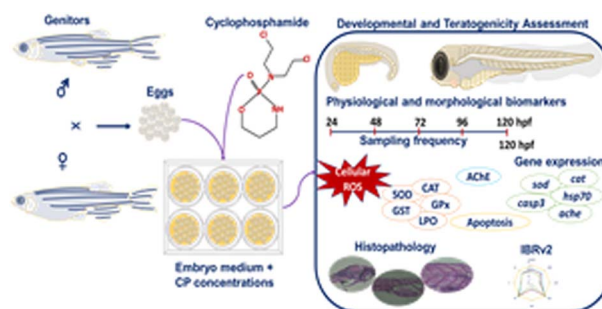 Genitors
Cyclophosphamide
Developmental and Teratogenicity Assessment
Eggs
Physiological and morphological biomarkers
24 48 72 96 120 hpf
Sampling frequency
120 hpf
Gene expression
Cellular
ROS
AChE
CAT
SOD
GPx
GST
LPO
Apoptosis
sod
cat
hsp70
casp3
ache
Embryo medium +
CP concentrations
Histopathology
IBRv2